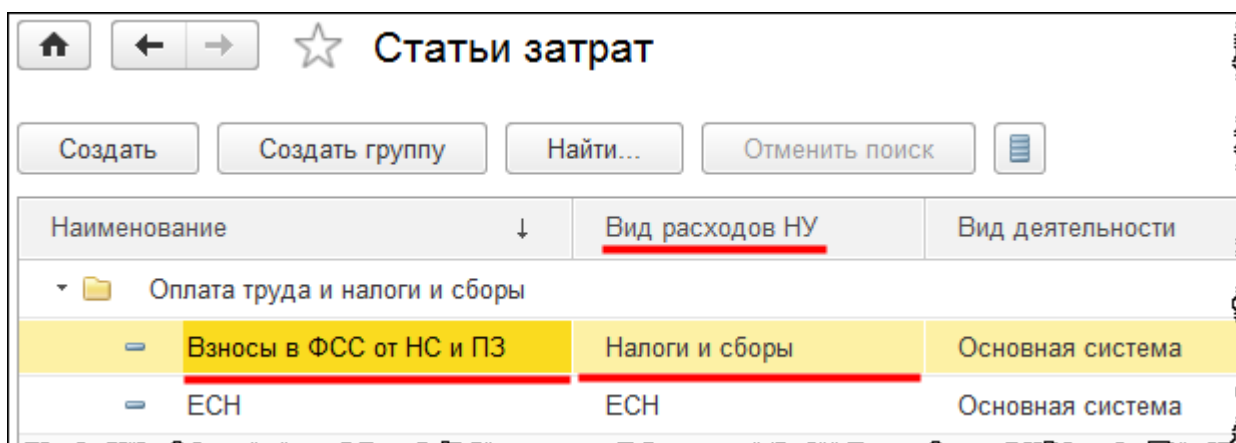 Статьи затрат
Создать Создать группу Найти... Отменить поиск
Наименование ↓ Вид расходов НУ Вид деятельности
Оплата труда и налоги и сборы
Взносы в ФСС от НС и ПЗ Налоги и сборы Основная система
ЕСН ЕСН Основная система